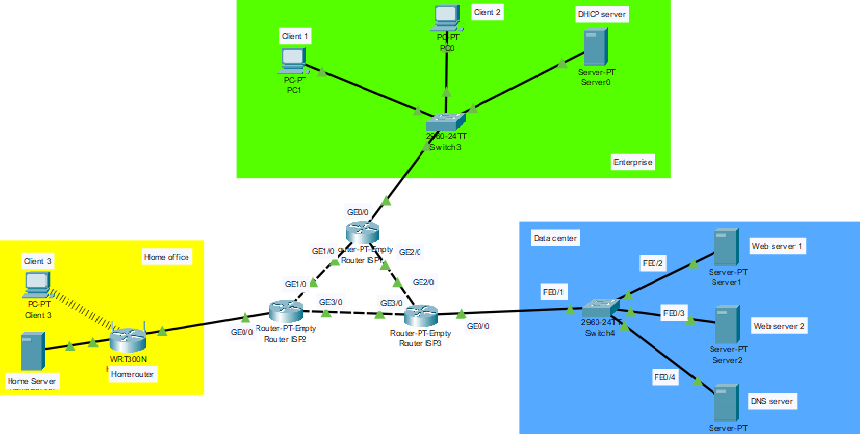 Client 2
PC-PT
PC0
DHCP server
Client 1
PC-PT
PC1
Server-PT
Server0
2960-24TT
Switch3
Enterprise
GE0/0
Router-PT-Empty
Router ISP1
GE1/0
GE2/0
Home office
Client 3
PC-PT
Client 3
Home Server
WRT300N
Homerouter
GE0/0
GE1/0
GE3/0
Router-PT-Empty
Router ISP2
GE2/0
GE3/0
GE0/0
Router-PT-Empty
Router ISP3
Data center
FE0/1
FE0/2
FE0/3
FE0/4
2960-24TT
Switch4
Web server 1
Server-PT
Server1
Web server 2
Server-PT
Server2
DNS server
Server-PT